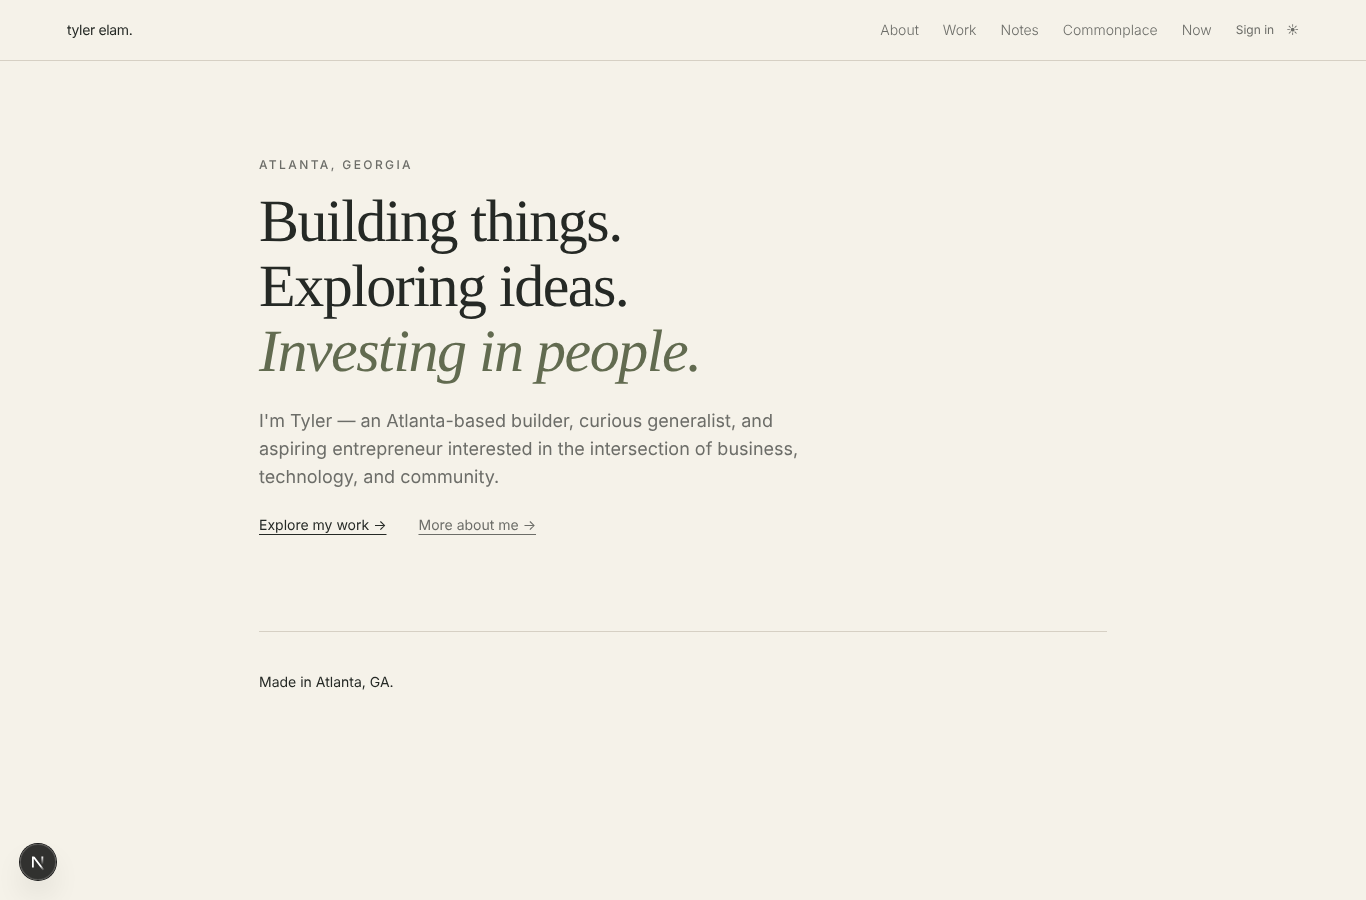 tyler elam.
About Work Notes Commonplace Now Sign in ☀
ATLANTA, GEORGIA
Building things.
Exploring ideas.
Investing in people.
I'm Tyler — an Atlanta-based builder, curious generalist, and
aspiring entrepreneur interested in the intersection of business,
technology, and community.
Explore my work → More about me →
Made in Atlanta, GA.
N